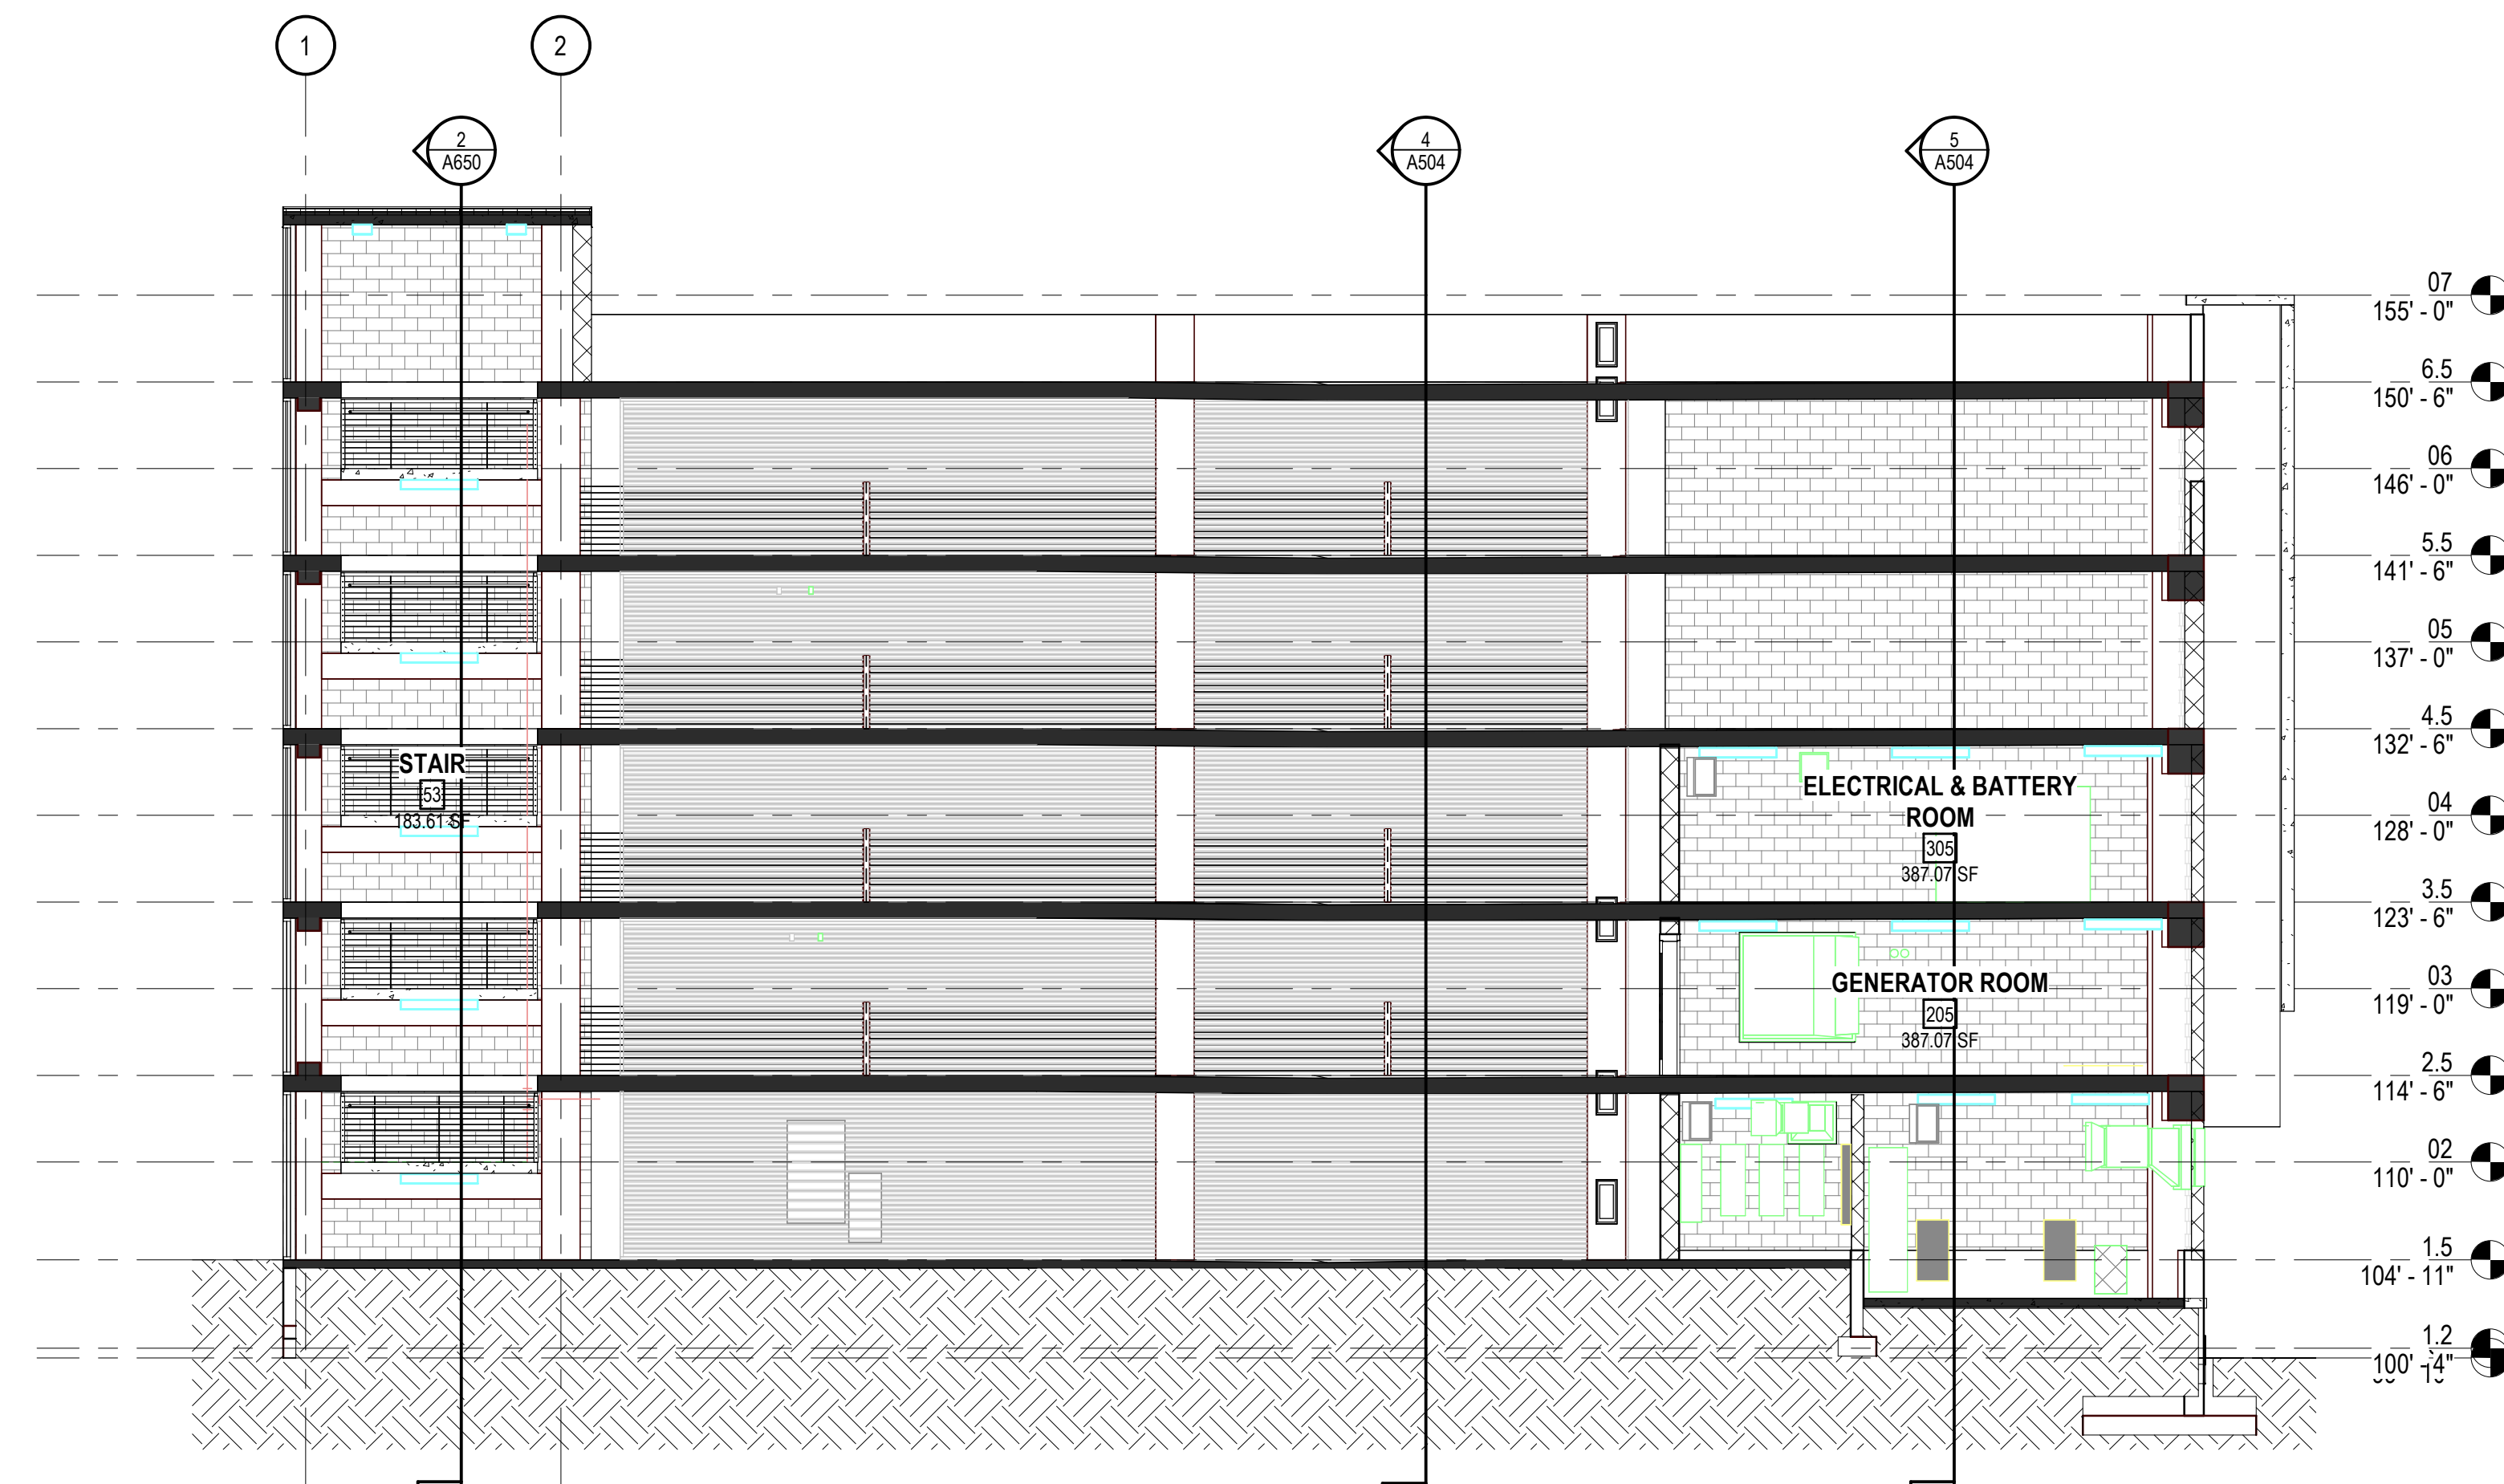 1
2
2
A650
4
A504
5
A504
07
155' - 0"
6.5
150' - 6"
06
146' - 0"
5.5
141' - 6"
05
137' - 0"
4.5
132' - 6"
STAIR
53
183.61 SF
ELECTRICAL & BATTERY
ROOM
305
387.07 SF
04
128' - 0"
3.5
123' - 6"
GENERATOR ROOM
205
387.07 SF
03
119' - 0"
2.5
114' - 6"
02
110' - 0"
1.5
104' - 11"
1.2
100' - 4"